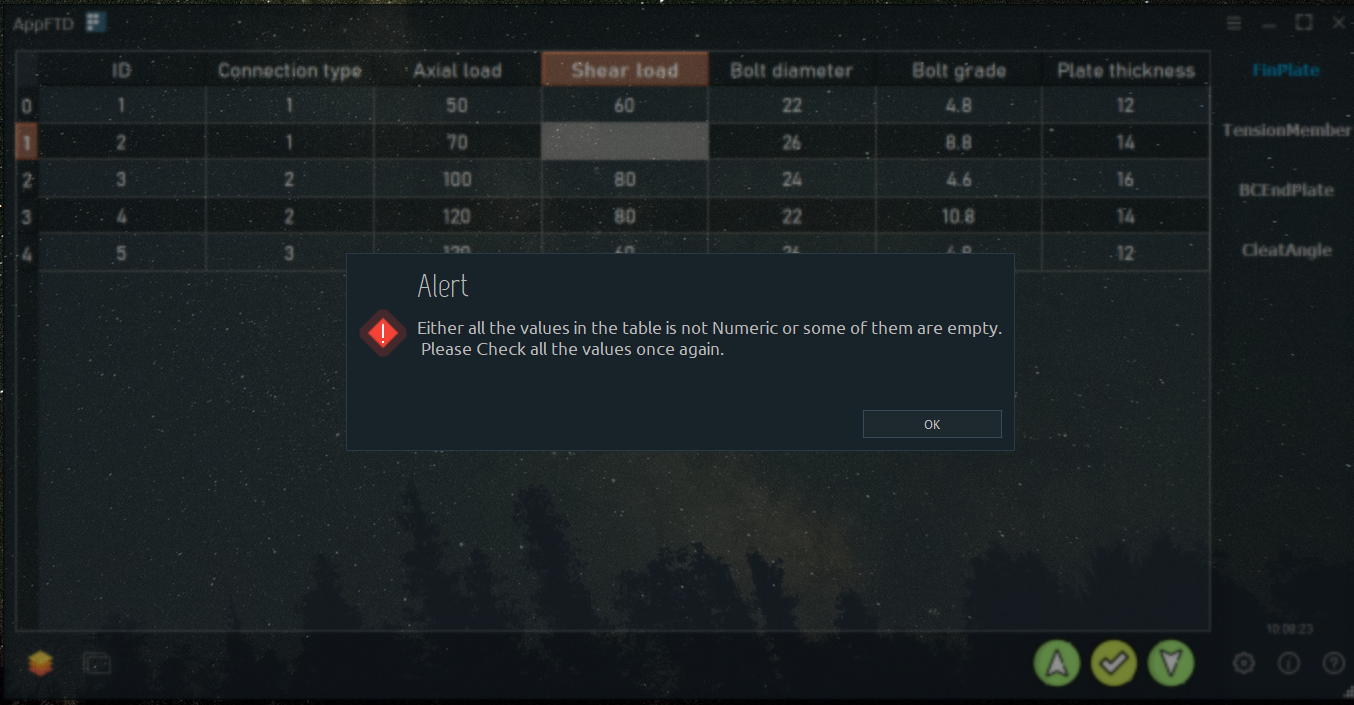 AppFTD
ID Connection type Axial load Shear load Bolt diameter Bolt grade Plate thickness
0 1 1 50 60 22 4.8 12
1 2 1 70 26 8.8 14
2 3 2 100 80 24 4.6 16
3 4 2 120 80 22 10.8 14
4 5 3 12
FinPlate
TensionMember
BCEndPlate
CleatAngle
Alert
Either all the values in the table is not Numeric or some of them are empty.
Please Check all the values once again.
OK
10:08:23